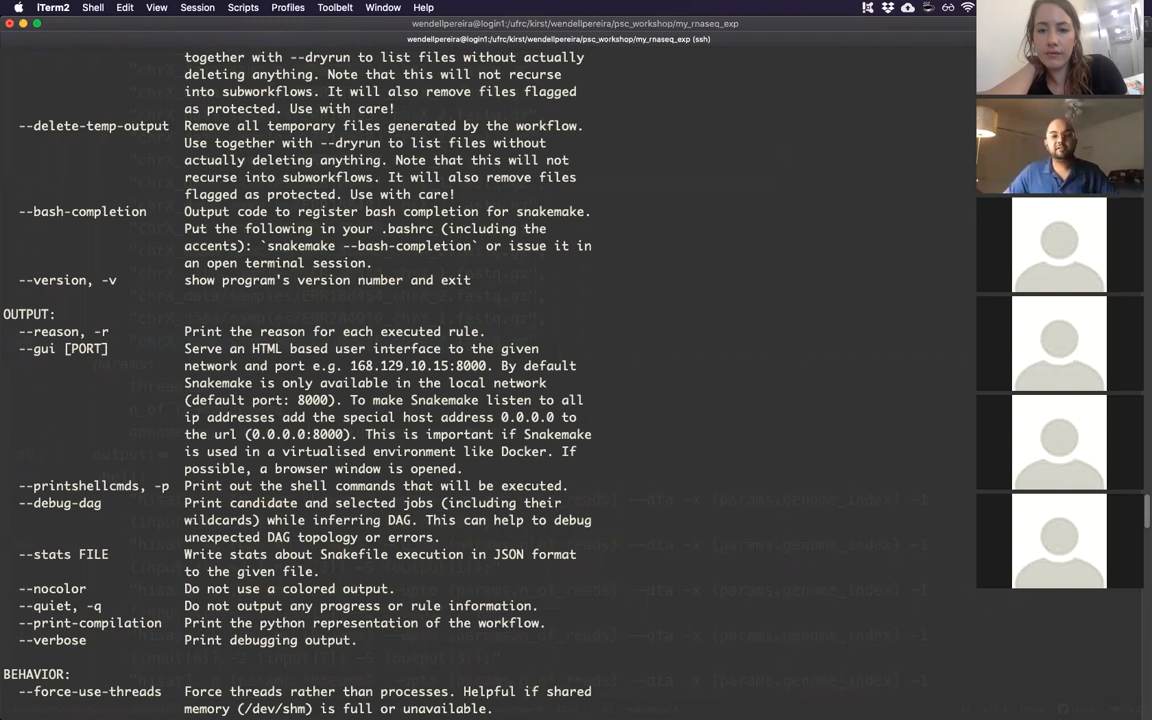 iTerm2 Shell Edit View Session Scripts Profiles Toolbelt Window Help
wendellpereira@login1:/ufrc/kirst/wendellpereira/psc_workshop/my_rnaseq_exp
wendellpereira@login1:/ufrc/kirst/wendellpereira/psc_workshop/my_rnaseq_exp (ssh)
together with --dryrun to list files without actually
deleting anything. Note that this will not recurse
into subworkflows. It will also remove files flagged
as protected. Use with care!
--delete-temp-output Remove all temporary files generated by the workflow.
Use together with --dryrun to list files without
actually deleting anything. Note that this will not
recurse into subworkflows. It will also remove files
flagged as protected. Use with care!
--bash-completion Output code to register bash completion for snakemake.
Put the following in your .bashrc (including the
accents): `snakemake --bash-completion` or issue it in
an open terminal session.
--version, -v show program's version number and exit
OUTPUT:
--reason, -r Print the reason for each executed rule.
--gui [PORT] Serve an HTML based user interface to the given
network and port e.g. 168.129.10.15:8000. By default
Snakemake is only available in the local network
(default port: 8000). To make Snakemake listen to all
ip addresses add the special host address 0.0.0.0 to
the url (0.0.0.0:8000). This is important if Snakemake
is used in a virtualised environment like Docker. If
possible, a browser window is opened.
--printshellcmds, -p Print out the shell commands that will be executed.
--debug-dag Print candidate and selected jobs (including their
wildcards) while inferring DAG. This can help to debug
unexpected DAG topology or errors.
--stats FILE Write stats about Snakefile execution in JSON format
to the given file.
--nocolor Do not use a colored output.
--quiet, -q Do not output any progress or rule information.
--print-compilation Print the python representation of the workflow.
--verbose Print debugging output.
BEHAVIOR:
--force-use-threads Force threads rather than processes. Helpful if shared
memory (/dev/shm) is full or unavailable.